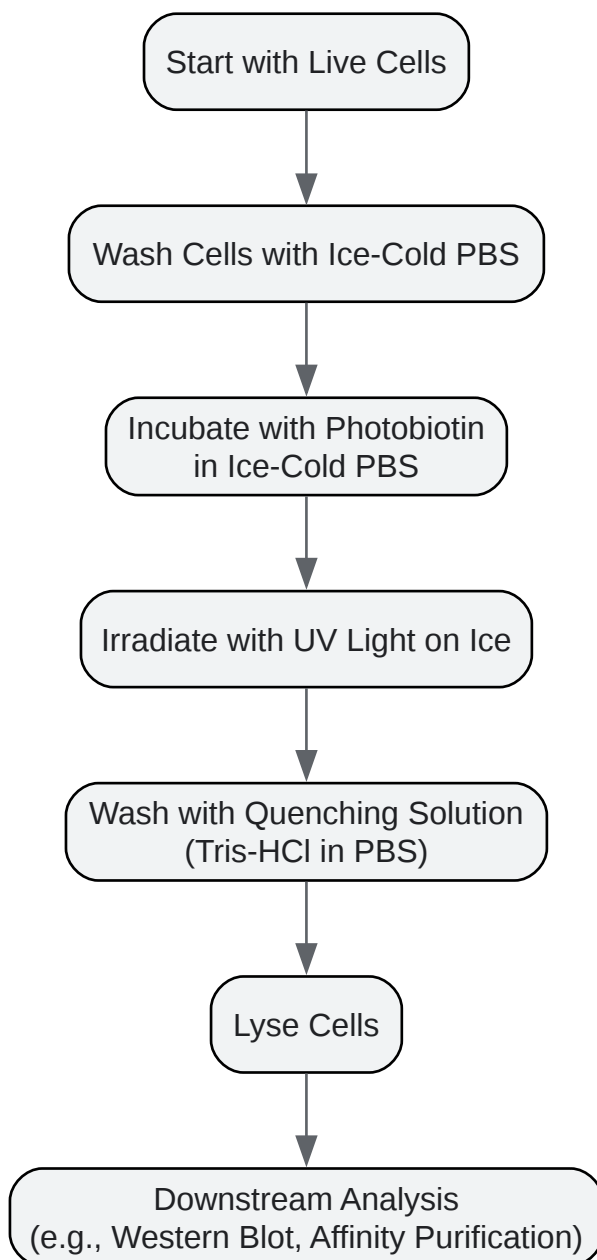 Start with Live Cells
Wash Cells with Ice-Cold PBS
Incubate with Photobiotin
in Ice-Cold PBS
Irradiate with UV Light on Ice
Wash with Quenching Solution
(Tris-HCl in PBS)
Lyse Cells
Downstream Analysis
(e.g., Western Blot, Affinity Purification)